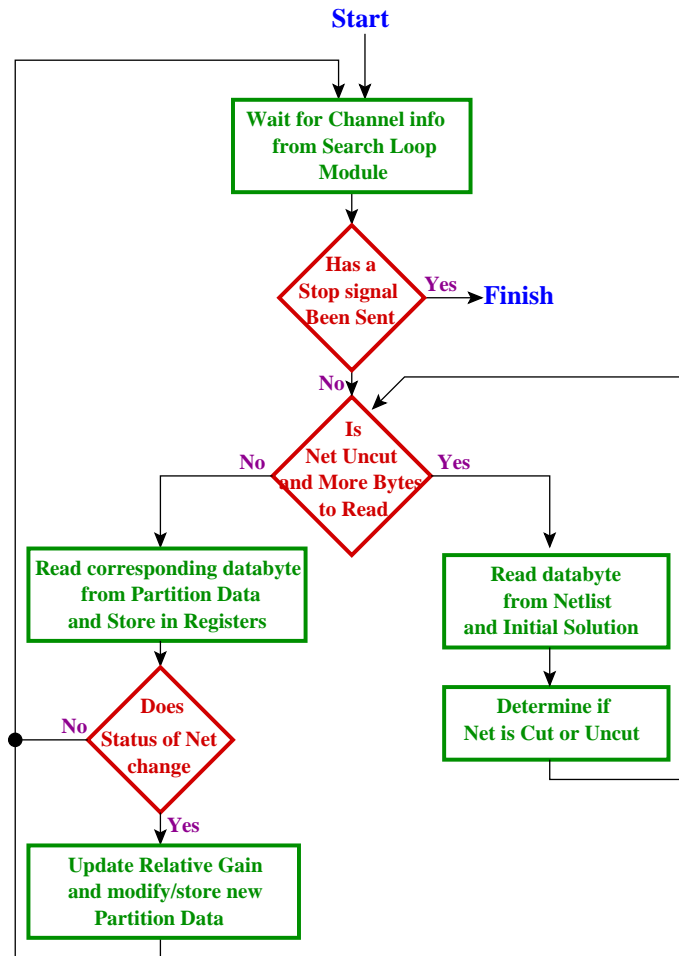 Start
Wait for Channel info
from Search Loop
Module
Has a
Stop signal
Been Sent
Yes
Finish
No
Is
Net Uncut
and More Bytes
to Read
No
Yes
Read corresponding databyte
from Partition Data
and Store in Registers
Read databyte
from Netlist
and Initial Solution
Does
Status of Net
change
No
Yes
Determine if
Net is Cut or Uncut
Update Relative Gain
and modify/store new
Partition Data